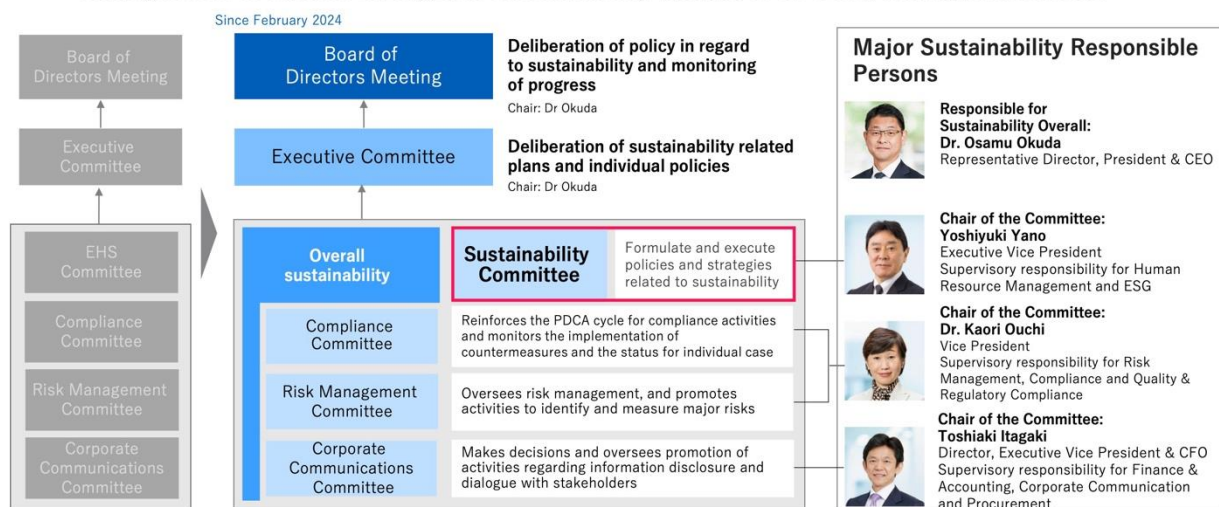 Since February 2024
Board of
Directors Meeting
Executive
Committee
EHS
Committee
Compliance
Committee
Risk Management
Committee
Corporate
Communications
Committee
Board of
Directors Meeting
Deliberation of policy in regard
to sustainability and monitoring
of progress
Chair: Dr Okuda
Executive Committee
Deliberation of sustainability related
plans and individual policies
Chair: Dr Okuda
Overall
sustainability
Sustainability
Committee
Formulate and execute
policies and strategies
related to sustainability
Compliance
Committee
Reinforces the PDCA cycle for compliance activities
and monitors the implementation of
countermeasures and the status for individual case
Risk Management
Committee
Oversees risk management, and promotes
activities to identify and measure major risks
Corporate
Communications
Committee
Makes decisions and oversees promotion of
activities regarding information disclosure and
dialogue with stakeholders
Major Sustainability Responsible
Persons
Responsible for
Sustainability Overall:
Dr. Osamu Okuda
Representative Director, President & CEO
Chair of the Committee:
Yoshiyuki Yano
Executive Vice President
Supervisory responsibility for Human
Resource Management and ESG
Chair of the Committee:
Dr. Kaori Ouchi
Vice President
Supervisory responsibility for Risk
Management, Compliance and Quality &
Regulatory Compliance
Chair of the Committee:
Toshiaki Itagaki
Director, Executive Vice President & CFO
Supervisory responsibility for Finance &
Accounting, Corporate Communication
and Procurement